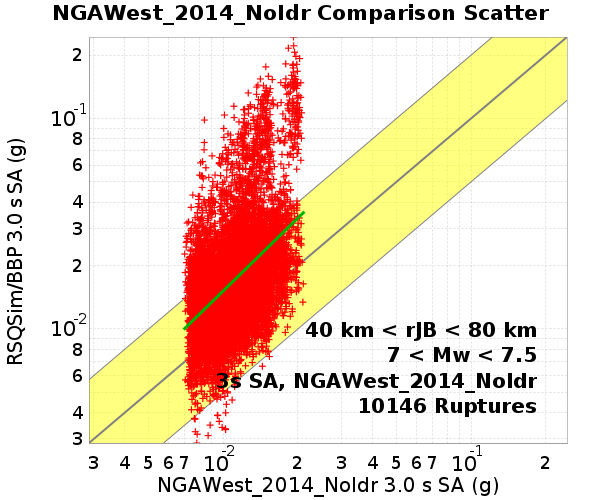 NGAWest_2014_NoIdr Comparison Scatter
RSQSim/BBP 3.0 s SA (g)
2
10^-1
8
6
4
3
2
10^-2
8
6
4
3
40 km < rJB < 80 km
7 < Mw < 7.5
3s SA, NGAWest_2014_NoIdr
10146 Ruptures
3 4 5 6 7 10^-2 2 3 4 5 6 7 10^-1 2
NGAWest_2014_NoIdr 3.0 s SA (g)